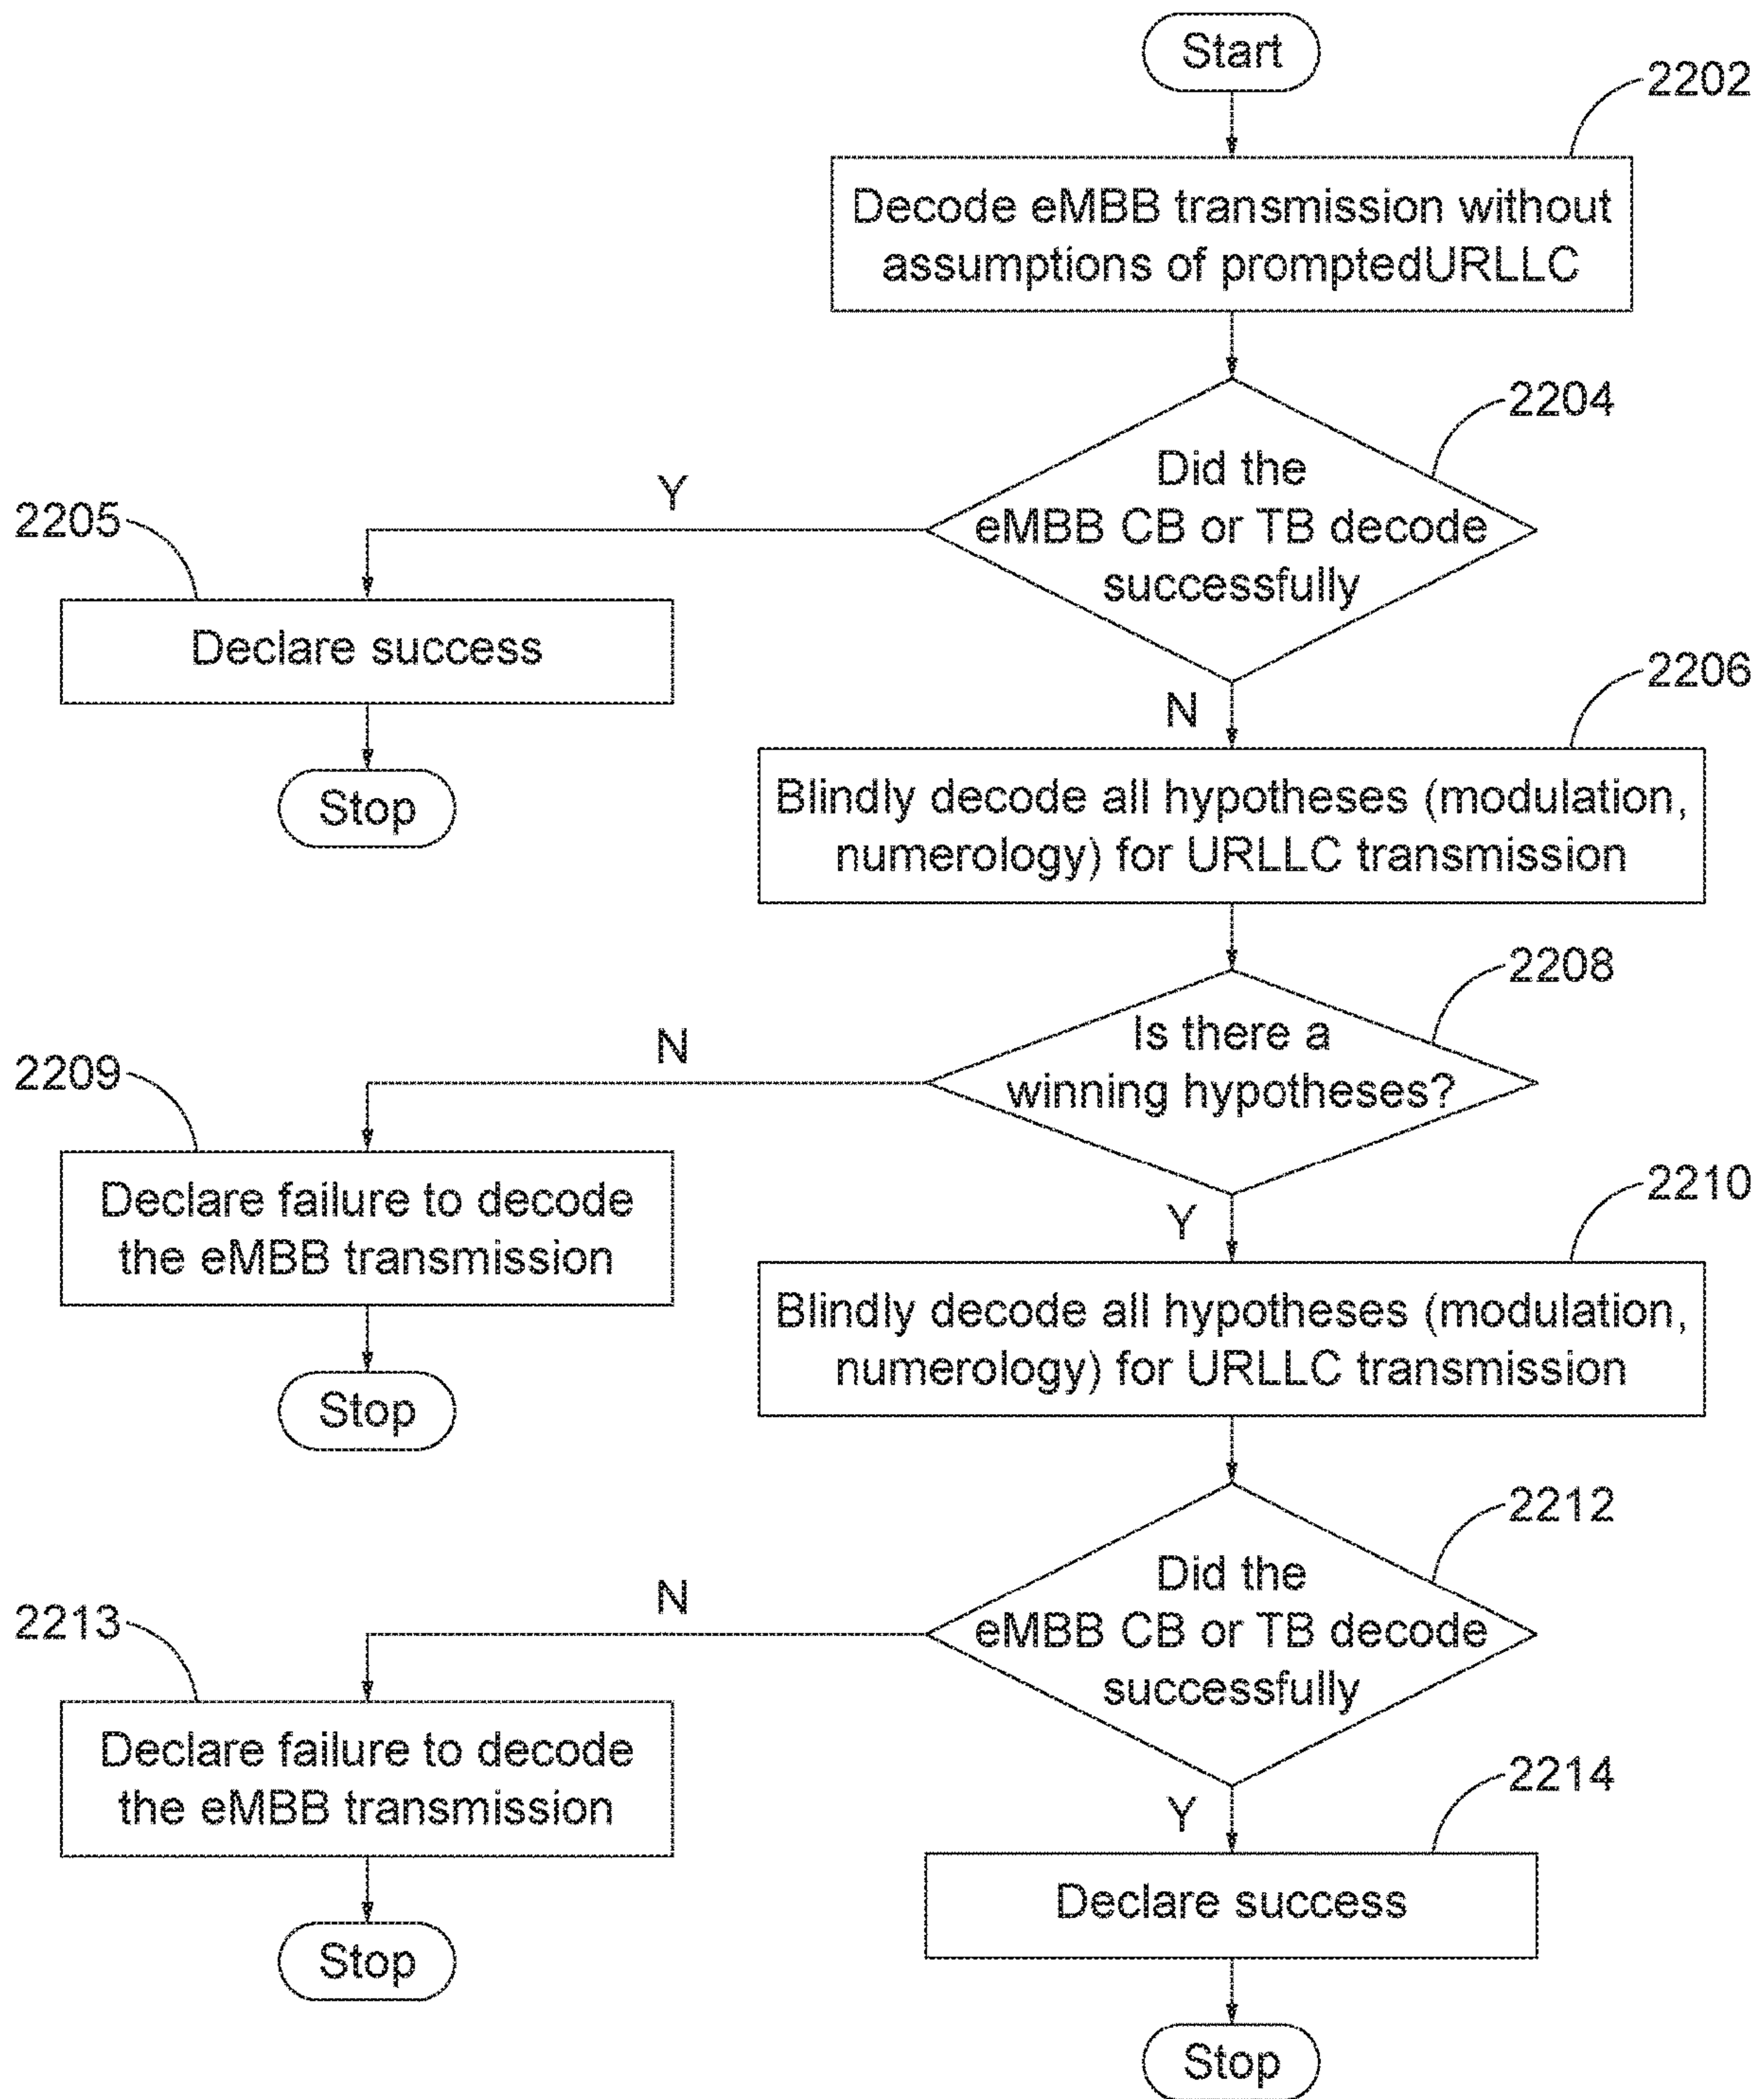 Start
2202
Decode eMBB transmission without
assumptions of promptedURLLC
2204
Did the
eMBB CB or TB decode
successfully
Y
2205
Declare success
Stop
N
2206
Blindly decode all hypotheses (modulation,
numerology) for URLLC transmission
2208
Is there a
winning hypotheses?
N
2209
Declare failure to decode
the eMBB transmission
Stop
Y
2210
Blindly decode all hypotheses (modulation,
numerology) for URLLC transmission
2212
Did the
eMBB CB or TB decode
successfully
N
2213
Declare failure to decode
the eMBB transmission
Stop
Y
2214
Declare success
Stop